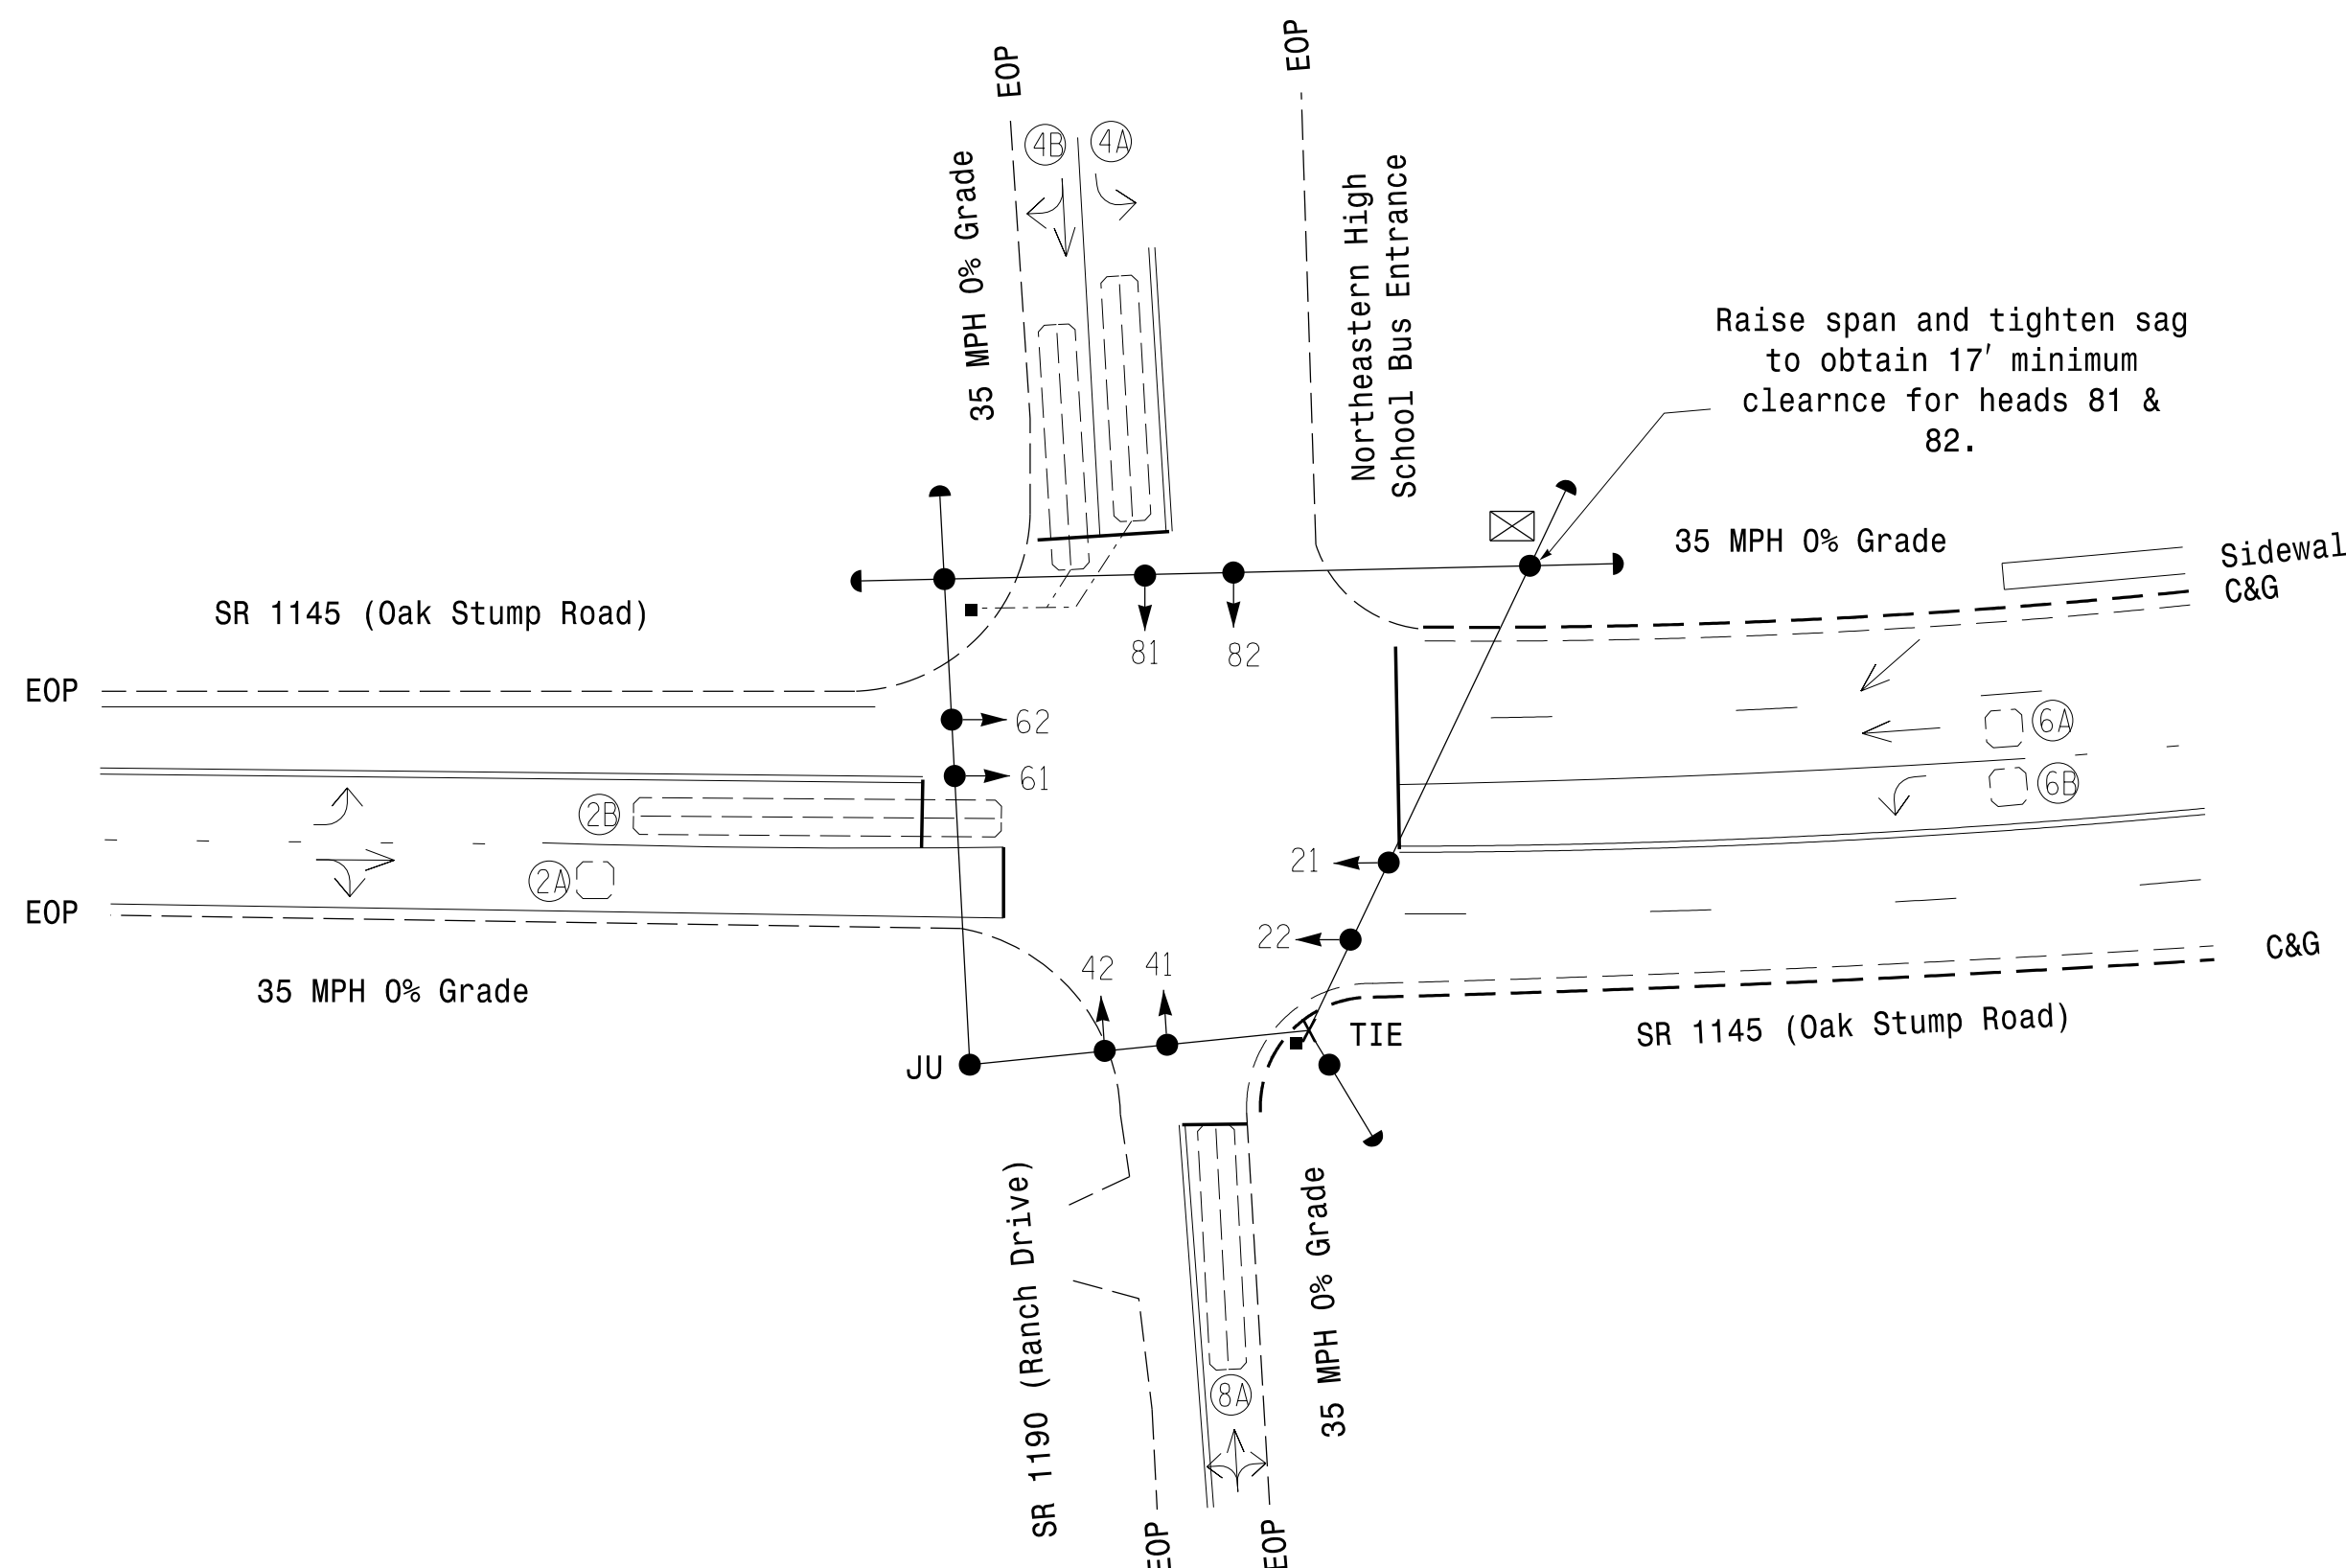 EOP
EOP
4B
4A
35 MPH 0% Grade
Northeastern High
School Bus Entrance
Raise span and tighten sag
to obtain 17' minimum
clearnce for heads 81 &
82.
35 MPH 0% Grade
Sidewal
C&G
SR 1145 (Oak Stump Road)
81
82
EOP
62
61
6A
6B
2B
2A
21
22
EOP
35 MPH 0% Grade
42
41
C&G
SR 1145 (Oak Stump Road)
TIE
JU
SR 1190 (Ranch Drive)
35 MPH 0% Grade
8A
EOP
EOP